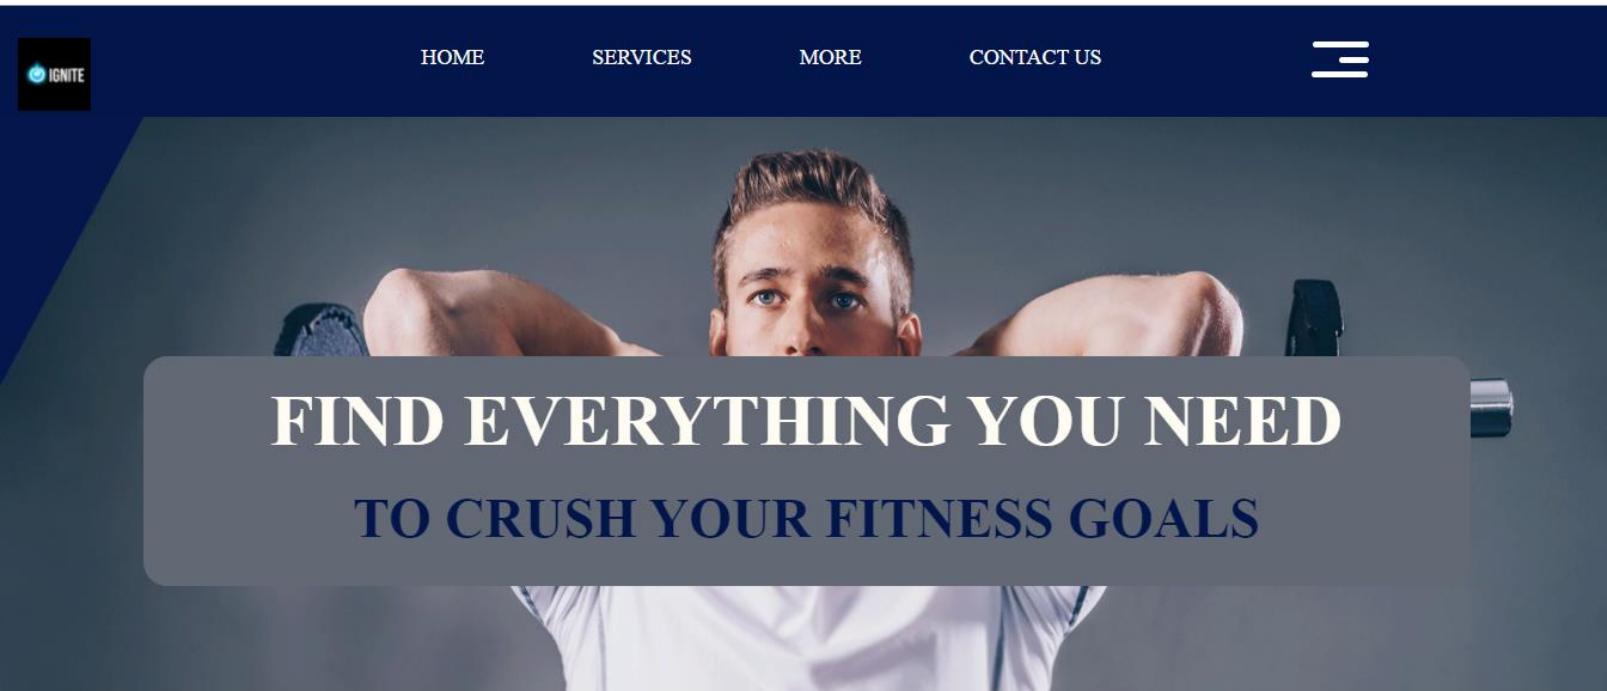 IGNITE
HOME SERVICES MORE CONTACT US
FIND EVERYTHING YOU NEED
TO CRUSH YOUR FITNESS GOALS